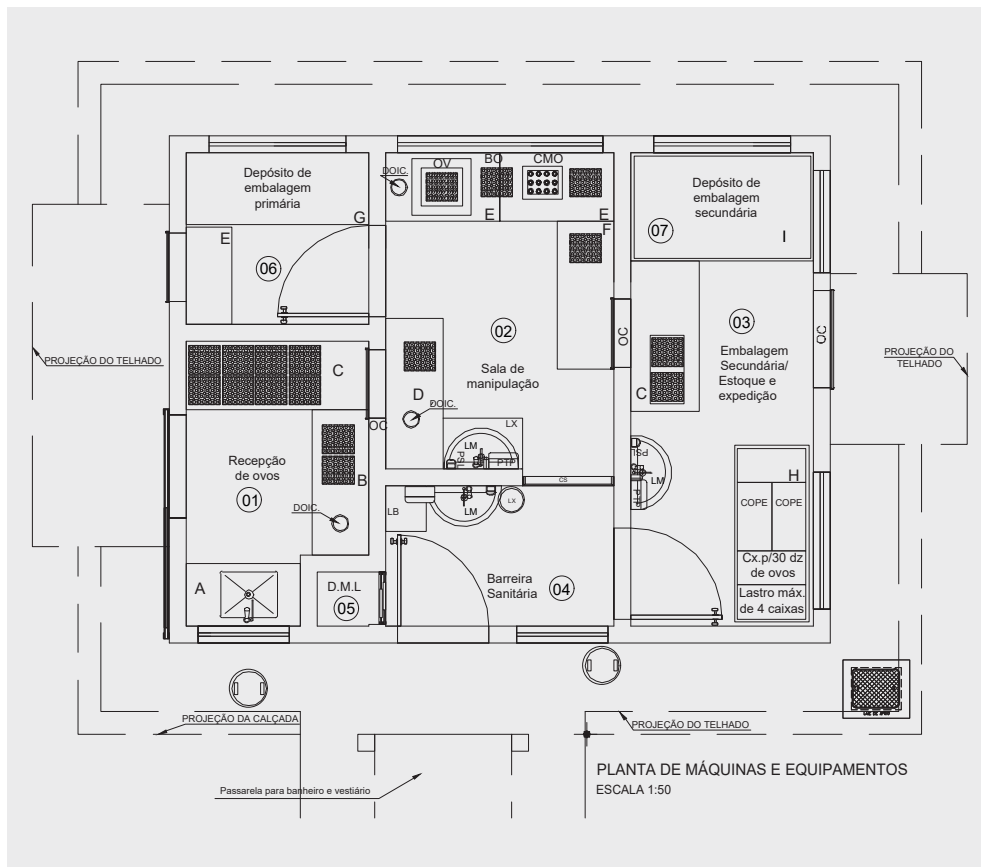 Depósito de
embalagem
primária
G
E
06
DOIC.
OV
BO
CMO
E
E
F
Depósito de
embalagem
secundária
07
I
02
Sala de
manipulação
03
Embalagem
Secundária/
Estoque e
expedição
OC
OC
PROJEÇÃO DO TELHADO
PROJEÇÃO DO
TELHADO
C
OC
D
DOIC.
LX
LM
PSL
PTP
C
Recepção
de ovos
01
B
DOIC.
CS
LB
LM
LX
PSL
LM
PTP
H
COPE
COPE
Cx.p/30 dz
de ovos
Lastro máx.
de 4 caixas
A
D.M.L
05
Barreira
Sanitária
04
PROJEÇÃO DA CALÇADA
PROJEÇÃO DO TELHADO
Passarela para banheiro e vestiário
PLANTA DE MÁQUINAS E EQUIPAMENTOS
ESCALA 1:50